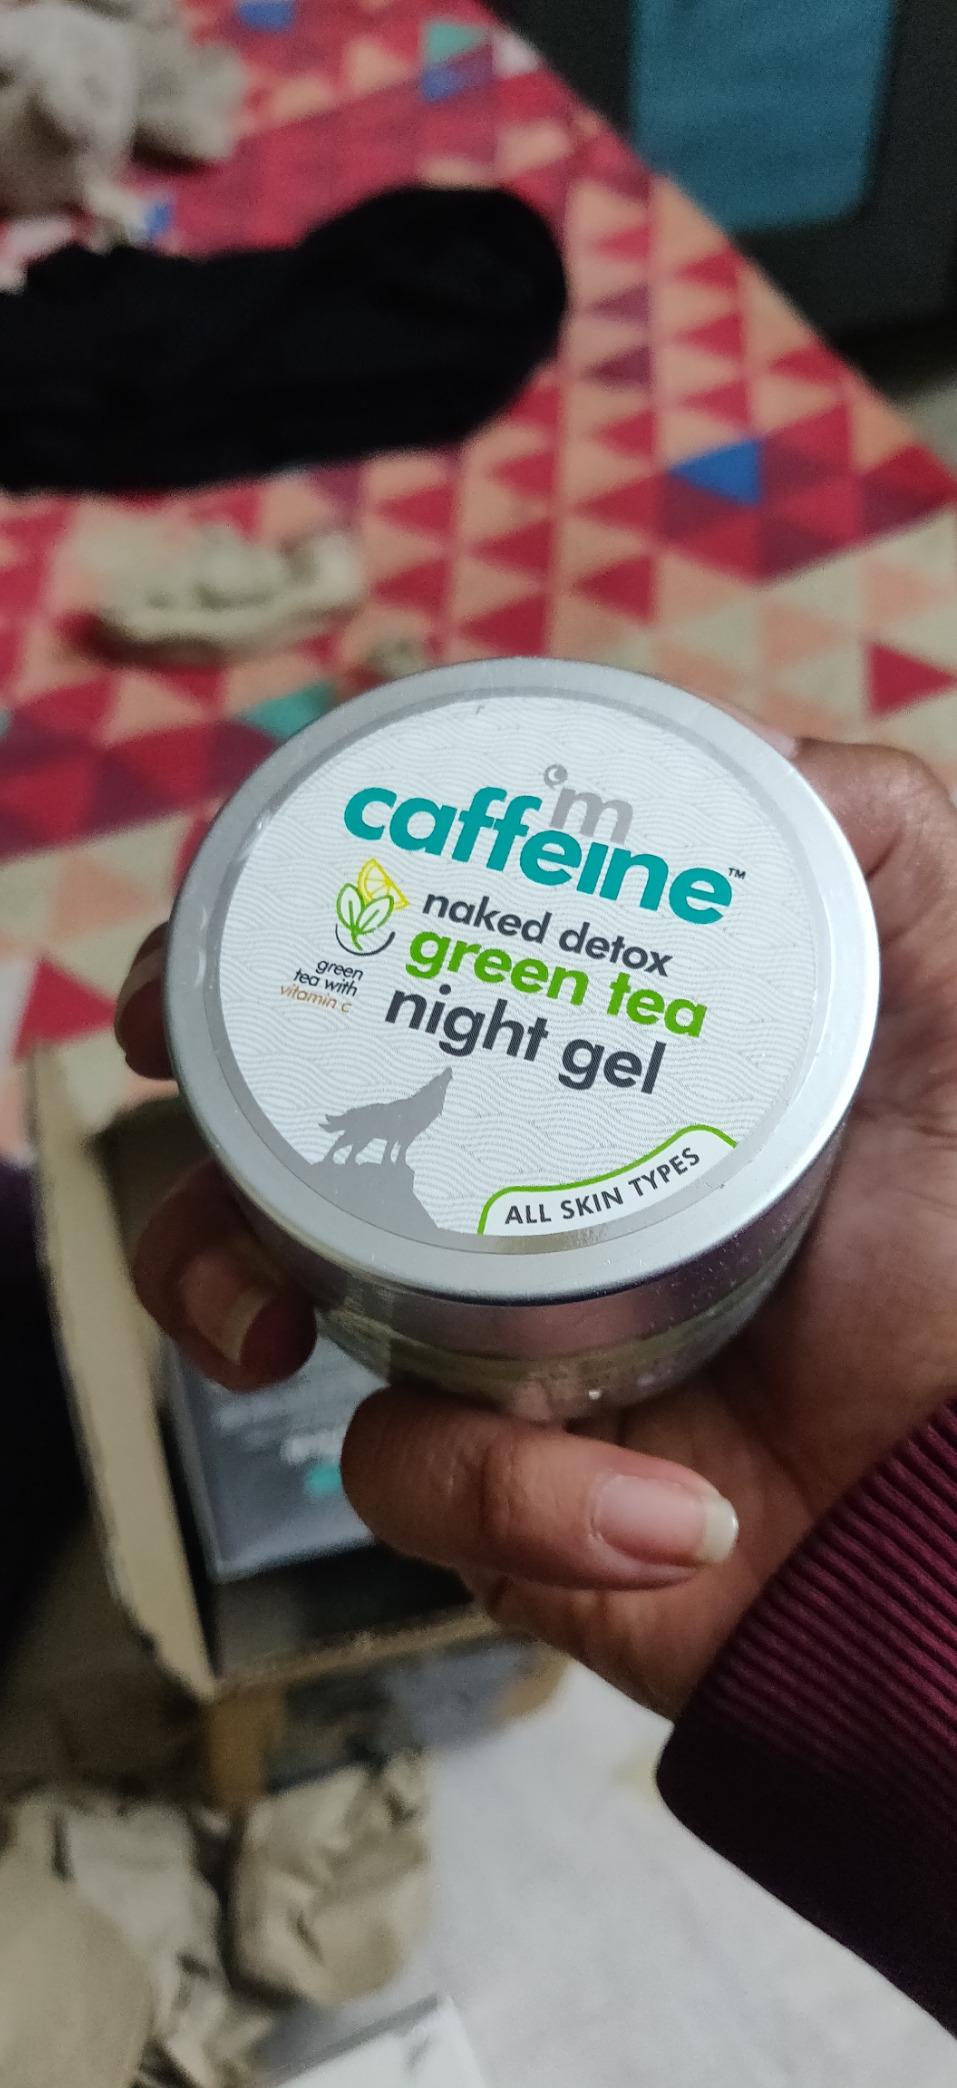 'm
caffeine™
naked detox
green tea
night gel
green
tea with
vitamin c
ALL SKIN TYPES